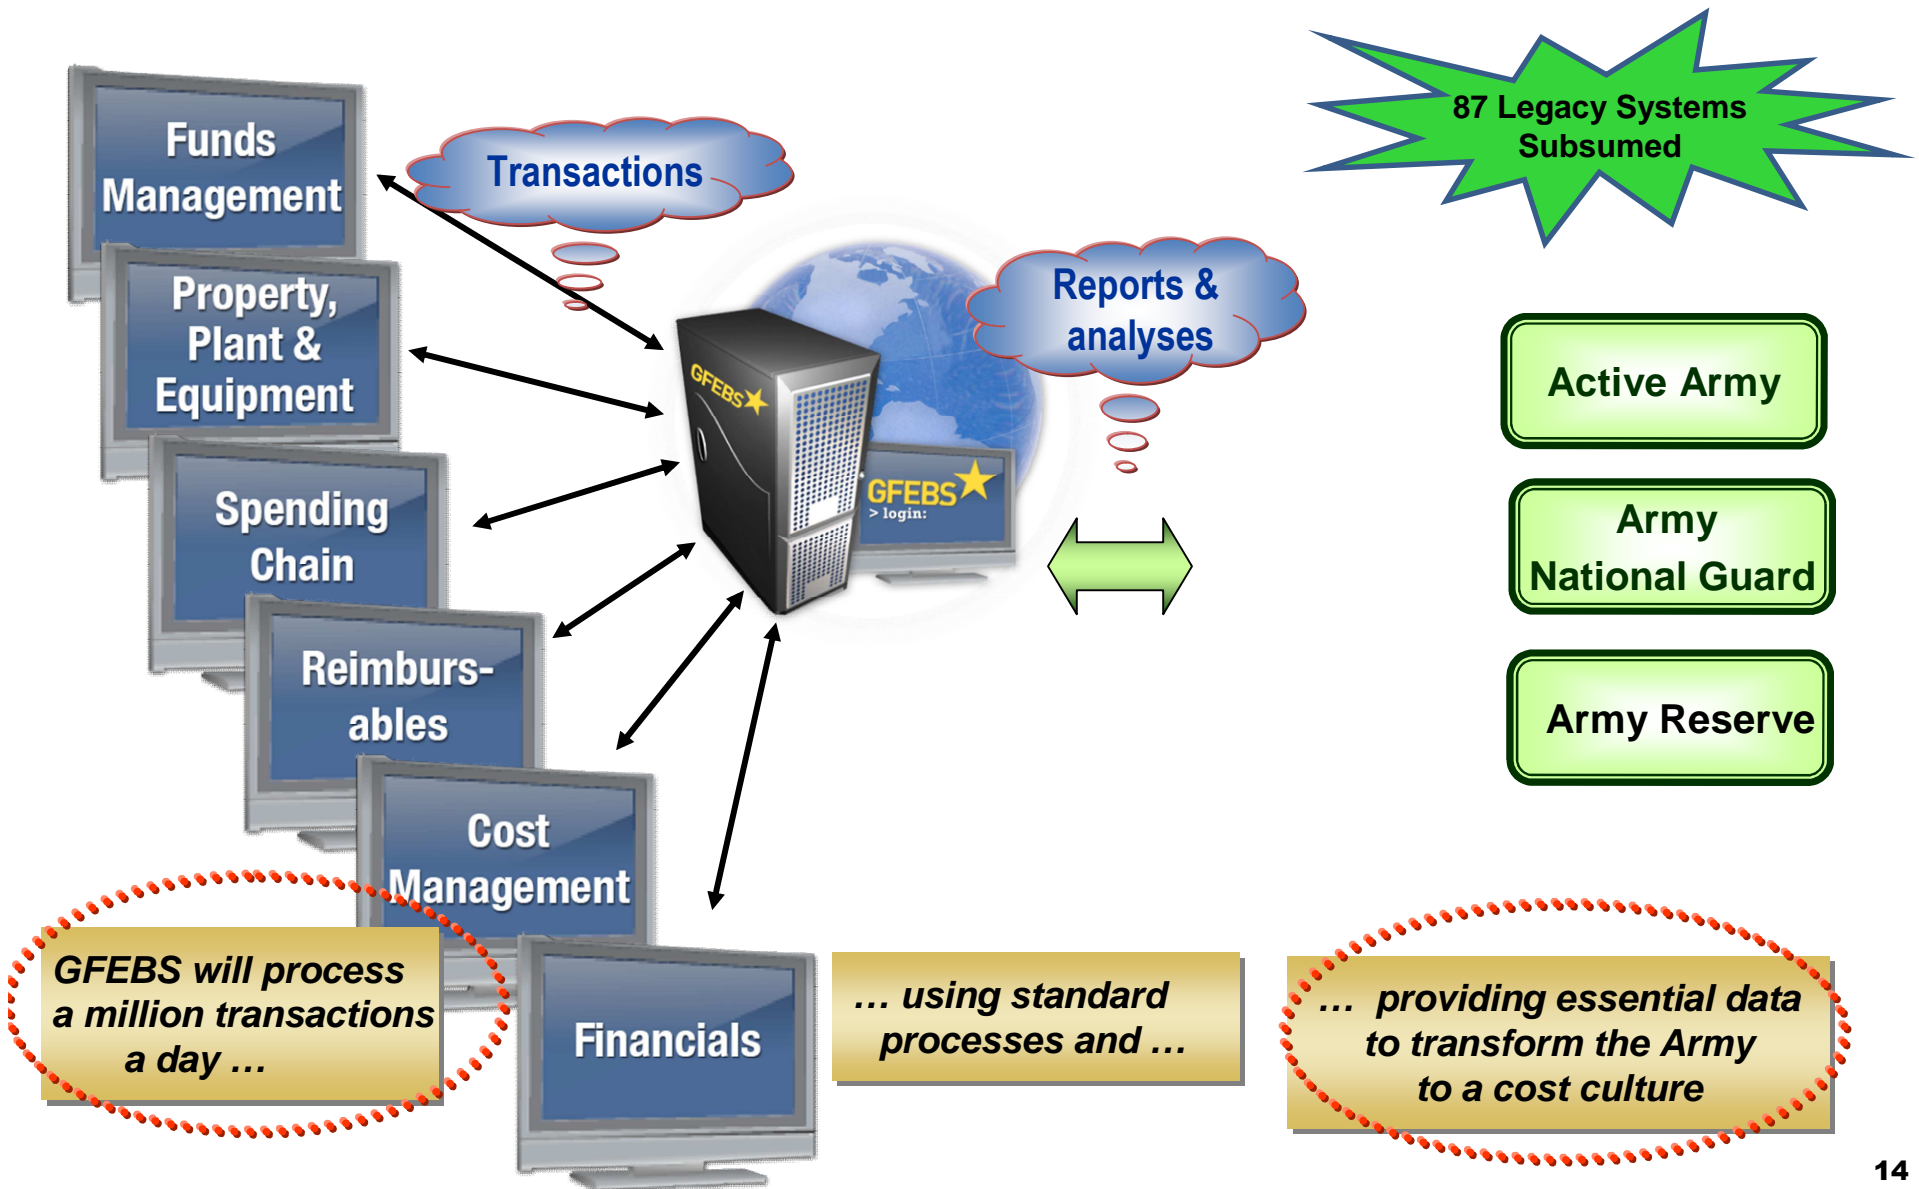 Funds
Management
Property,
Plant &
Equipment
Spending
Chain
Reimburs-
ables
Cost
Management
Financials
Transactions
GFEBS
GFEBS
> login:
Reports &
analyses
87 Legacy Systems
Subsumed
Active Army
Army
National Guard
Army Reserve
GFEBS will process
a million transactions
a day …
… using standard
processes and …
… providing essential data
to transform the Army
to a cost culture
14